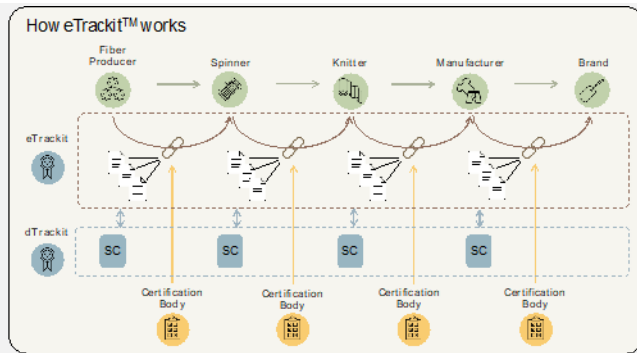 How eTrackit™ works
Fiber
Producer
Spinner
Knitter
Manufacturer
Brand
eTrackit
dTrackit
SC
SC
SC
SC
Certification
Body
Certification
Body
Certification
Body
Certification
Body